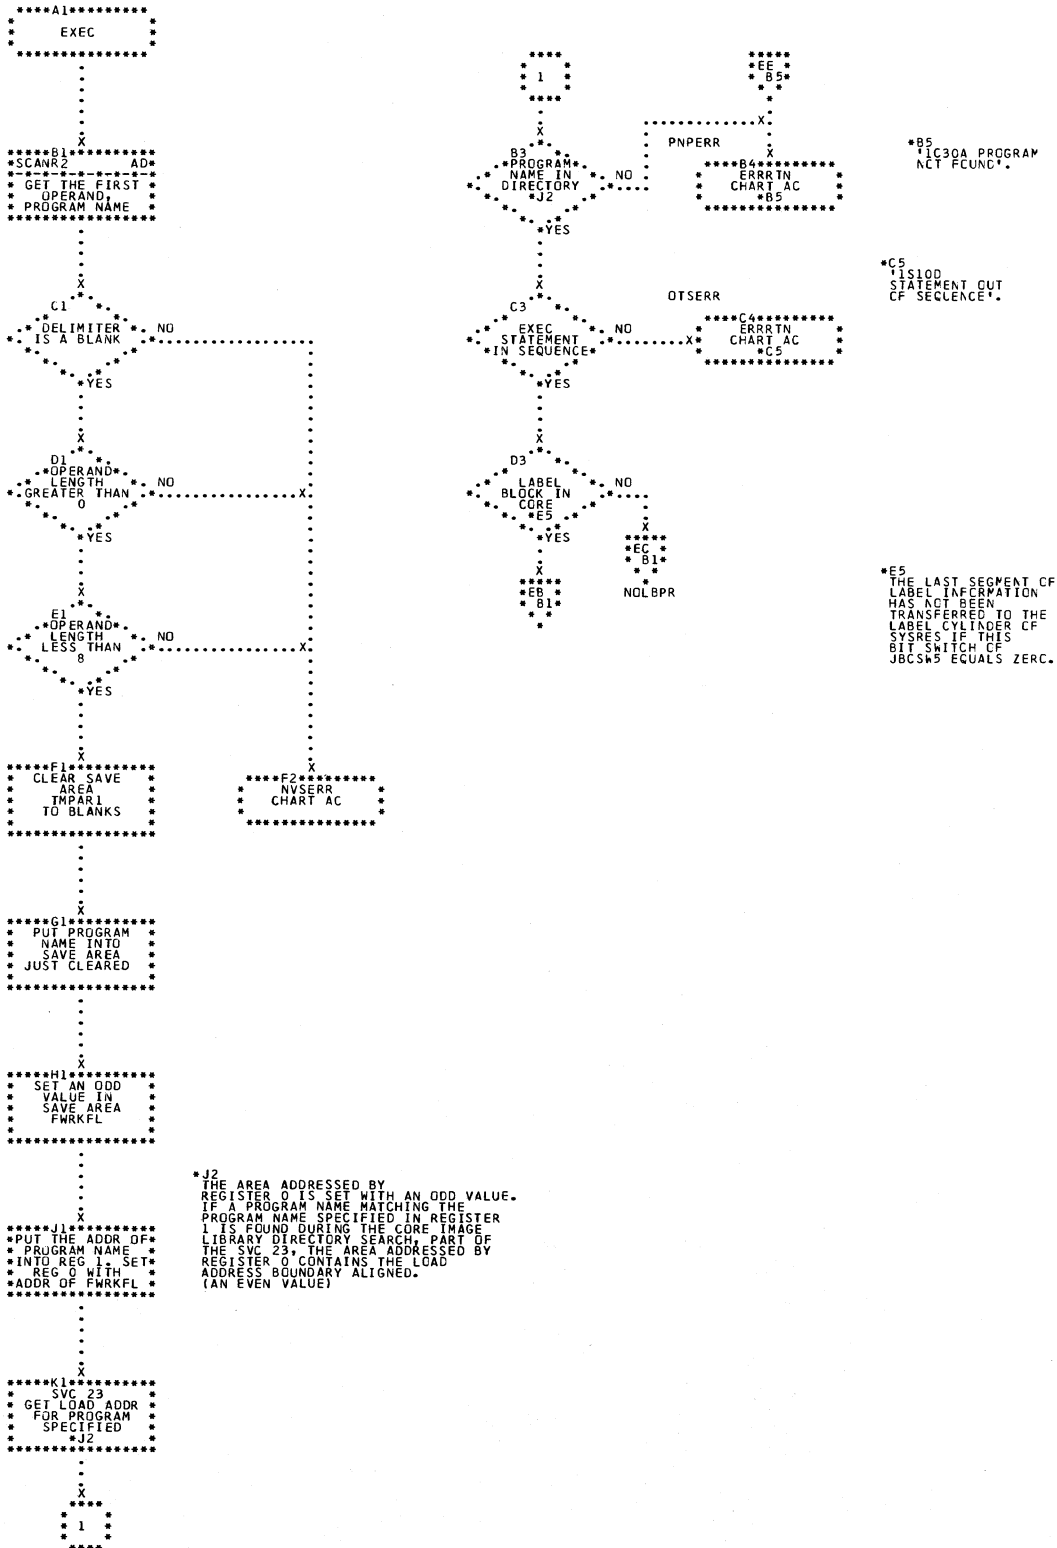 ****A1*********
EXEC
*****B1**********
*SCANR2 AD*
*-*-*-*-*-*-*-*-*
* GET THE FIRST *
* OPERAND, *
* PROGRAM NAME *
C1
DELIMITER
IS A BLANK
NO
*YES
D1
*OPERAND*
LENGTH
GREATER THAN
0
NO
*YES
E1
*OPERAND*
LENGTH
LESS THAN
8
NO
*YES
*****F1**********
CLEAR SAVE
AREA
TMPAR1
TO BLANKS
****F2*********
NVSERR
CHART AC
*****G1**********
PUT PROGRAM
NAME INTO
SAVE AREA
JUST CLEARED
*****H1**********
SET AN ODD
VALUE IN
SAVE AREA
FWRKFL
*****J1**********
*PUT THE ADDR OF*
* PROGRAM NAME *
*INTO REG 1. SET*
* REG 0 WITH *
*ADDR OF FWRKFL *
*J2
THE AREA ADDRESSED BY
REGISTER 0 IS SET WITH AN ODD VALUE.
IF A PROGRAM NAME MATCHING THE
PROGRAM NAME SPECIFIED IN REGISTER
1 IS FOUND DURING THE CORE IMAGE
LIBRARY DIRECTORY SEARCH, PART OF
THE SVC 23, THE AREA ADDRESSED BY
REGISTER 0 CONTAINS THE LOAD
ADDRESS BOUNDARY ALIGNED.
(AN EVEN VALUE)
*****K1**********
SVC 23
GET LOAD ADDR
FOR PROGRAM
SPECIFIED
*J2
1
1
*EE *
* B5*
B3
*PROGRAM*
NAME IN
DIRECTORY
*J2
NO
*YES
PNPERR
****B4*********
ERRRTN
CHART AC
*B5
*B5
'1C30A PROGRAM
NCT FCUND'.
C3
EXEC
STATEMENT
*IN SEQUENCE*
NO
*YES
OTSERR
****C4*********
ERRRTN
CHART AC
*C5
*C5
'1S10D
STATEMENT OUT
CF SEQUENCE'.
D3
LABEL
BLOCK IN
CORE
*E5
NO
*YES
*EC *
* B1*
NOLBPR
*EB *
* B1*
*E5
THE LAST SEGMENT CF
LABEL INFCRMATION
HAS NOT BEEN
TRANSFERRED TO THE
LABEL CYLINDER CF
SYSRES IF THIS
BIT SWITCH CF
JBCSW5 EQUALS ZERC.